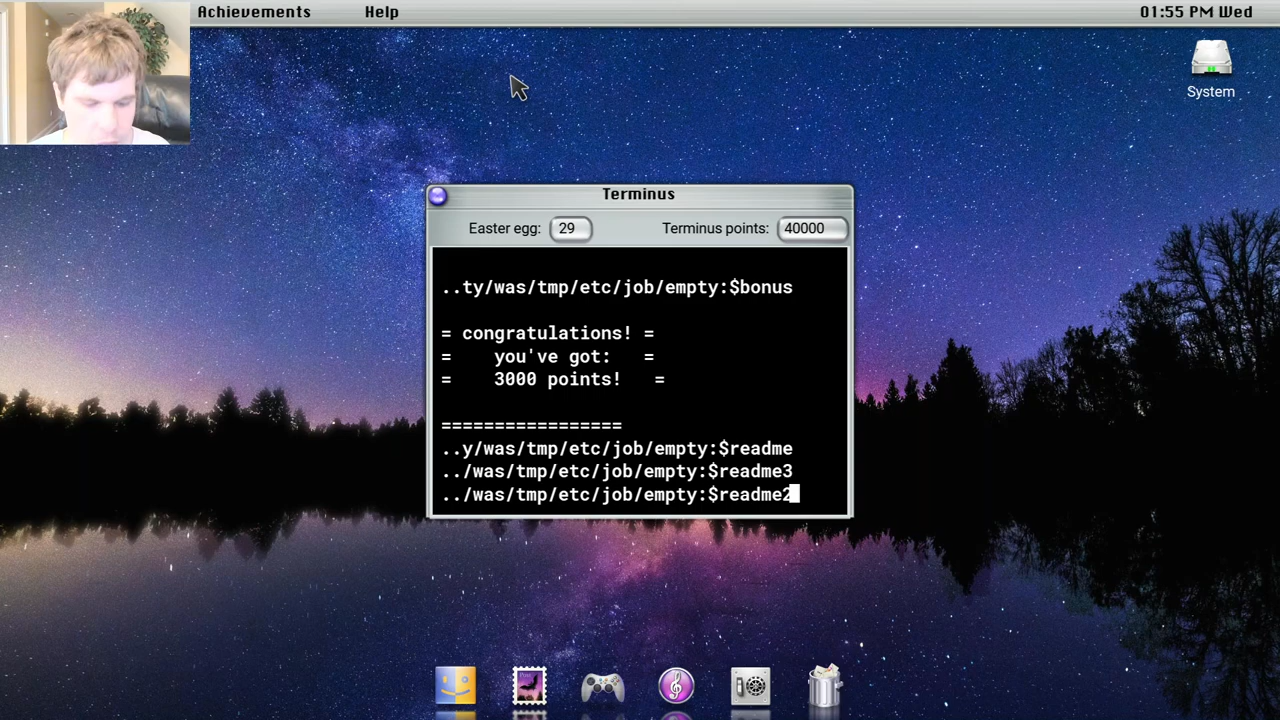 Achievements Help 01:55 PM Wed
System
Terminus
Easter egg: 29 Terminus points: 40000
..ty/was/tmp/etc/job/empty:$bonus
= congratulations! =
= you've got: =
= 3000 points! =
=================
..y/was/tmp/etc/job/empty:$readme
../was/tmp/etc/job/empty:$readme3
../was/tmp/etc/job/empty:$readme2